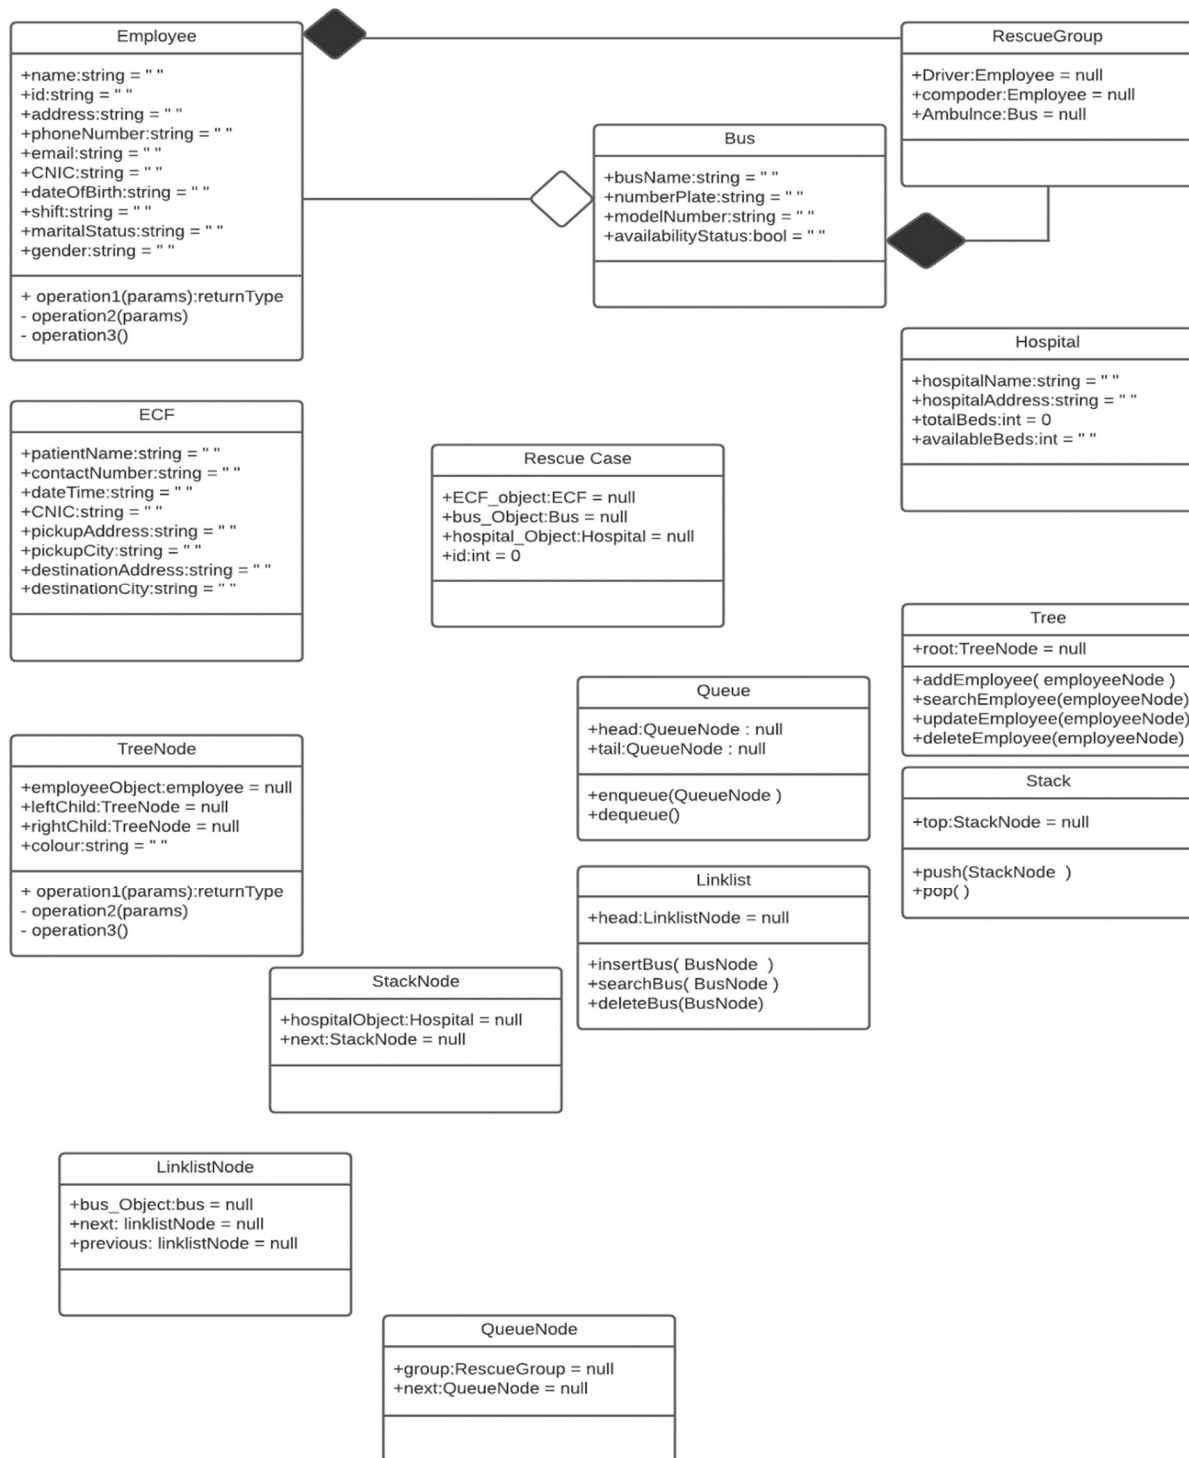 Employee
+name:string = " "
+id:string = " "
+address:string = " "
+phoneNumber:string = " "
+email:string = " "
+CNIC:string = " "
+dateOfBirth:string = " "
+shift:string = " "
+maritalStatus:string = " "
+gender:string = " "
+ operation1(params):returnType
- operation2(params)
- operation3()
RescueGroup
+Driver:Employee = null
+compoder:Employee = null
+Ambulnce:Bus = null
Bus
+busName:string = " "
+numberPlate:string = " "
+modelNumber:string = " "
+availabilityStatus:bool = " "
Hospital
+hospitalName:string = " "
+hospitalAddress:string = " "
+totalBeds:int = 0
+availableBeds:int = " "
ECF
+patientName:string = " "
+contactNumber:string = " "
+dateTime:string = " "
+CNIC:string = " "
+pickupAddress:string = " "
+pickupCity:string = " "
+destinationAddress:string = " "
+destinationCity:string = " "
Rescue Case
+ECF_object:ECF = null
+bus_Object:Bus = null
+hospital_Object:Hospital = null
+id:int = 0
Tree
+root:TreeNode = null
+addEmployee( employeeNode )
+searchEmployee(employeeNode)
+updateEmployee(employeeNode)
+deleteEmployee(employeeNode)
Queue
+head:QueueNode : null
+tail:QueueNode : null
+enqueue(QueueNode )
+dequeue()
TreeNode
+employeeObject:employee = null
+leftChild:TreeNode = null
+rightChild:TreeNode = null
+colour:string = " "
+ operation1(params):returnType
- operation2(params)
- operation3()
Stack
+top:StackNode = null
+push(StackNode )
+pop( )
Linklist
+head:LinklistNode = null
+insertBus( BusNode )
+searchBus( BusNode )
+deleteBus(BusNode)
StackNode
+hospitalObject:Hospital = null
+next:StackNode = null
LinklistNode
+bus_Object:bus = null
+next: linklistNode = null
+previous: linklistNode = null
QueueNode
+group:RescueGroup = null
+next:QueueNode = null